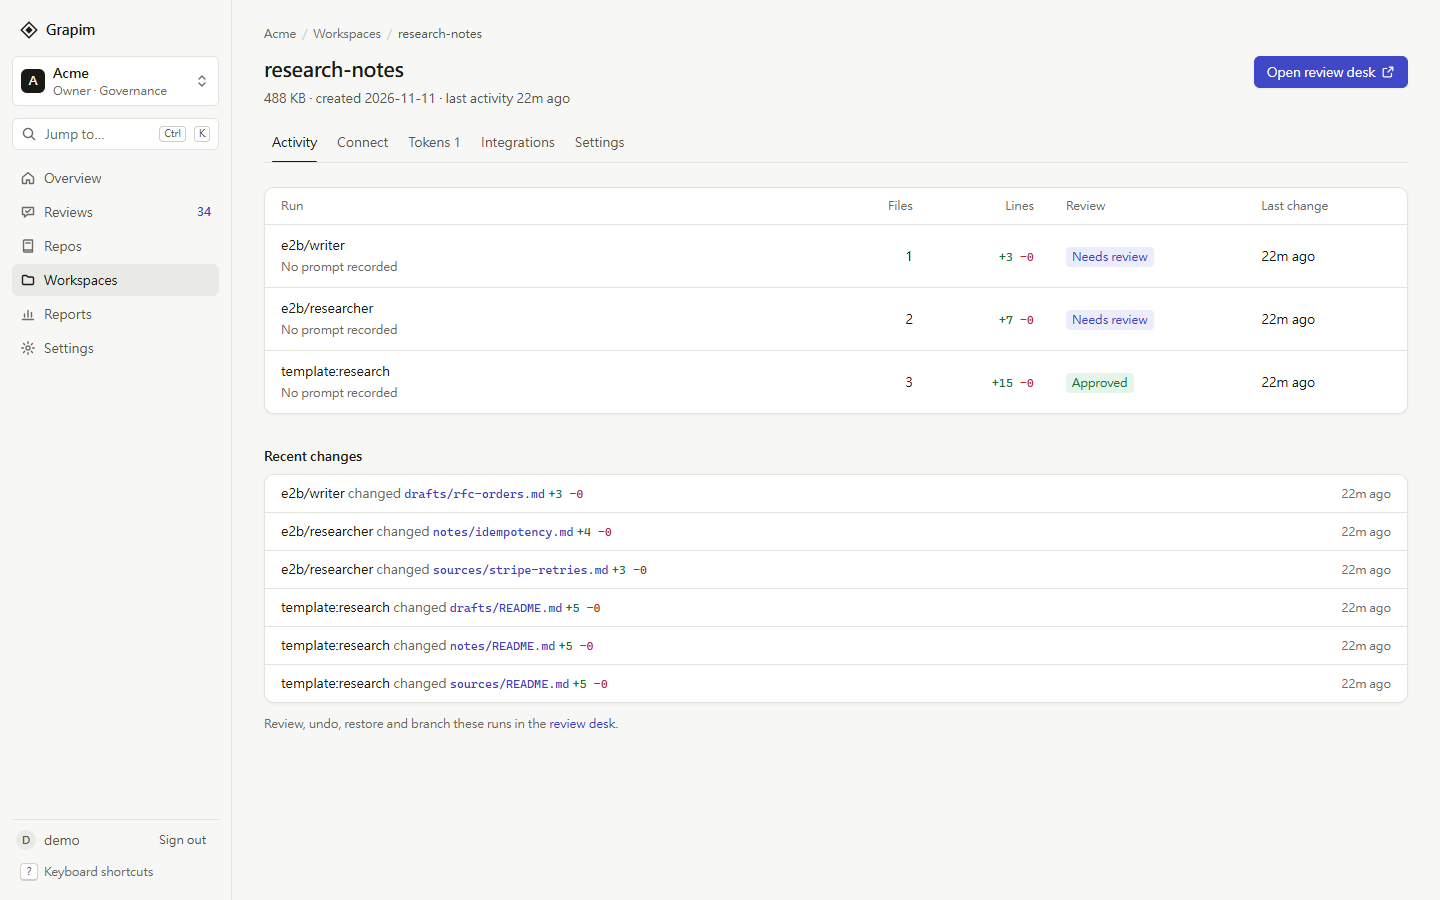 Grapim
A
Acme
Owner · Governance
Jump to...
Ctrl K
Overview
Reviews 34
Repos
Workspaces
Reports
Settings
D demo Sign out
? Keyboard shortcuts
Acme / Workspaces / research-notes
research-notes
488 KB · created 2026-11-11 · last activity 22m ago
Open review desk
Activity Connect Tokens 1 Integrations Settings
Run Files Lines Review Last change
e2b/writer
No prompt recorded
1 +3 −0 Needs review 22m ago
e2b/researcher
No prompt recorded
2 +7 −0 Needs review 22m ago
template:research
No prompt recorded
3 +15 −0 Approved 22m ago
Recent changes
e2b/writer changed drafts/rfc-orders.md +3 −0 22m ago
e2b/researcher changed notes/idempotency.md +4 −0 22m ago
e2b/researcher changed sources/stripe-retries.md +3 −0 22m ago
template:research changed drafts/README.md +5 −0 22m ago
template:research changed notes/README.md +5 −0 22m ago
template:research changed sources/README.md +5 −0 22m ago
Review, undo, restore and branch these runs in the review desk.